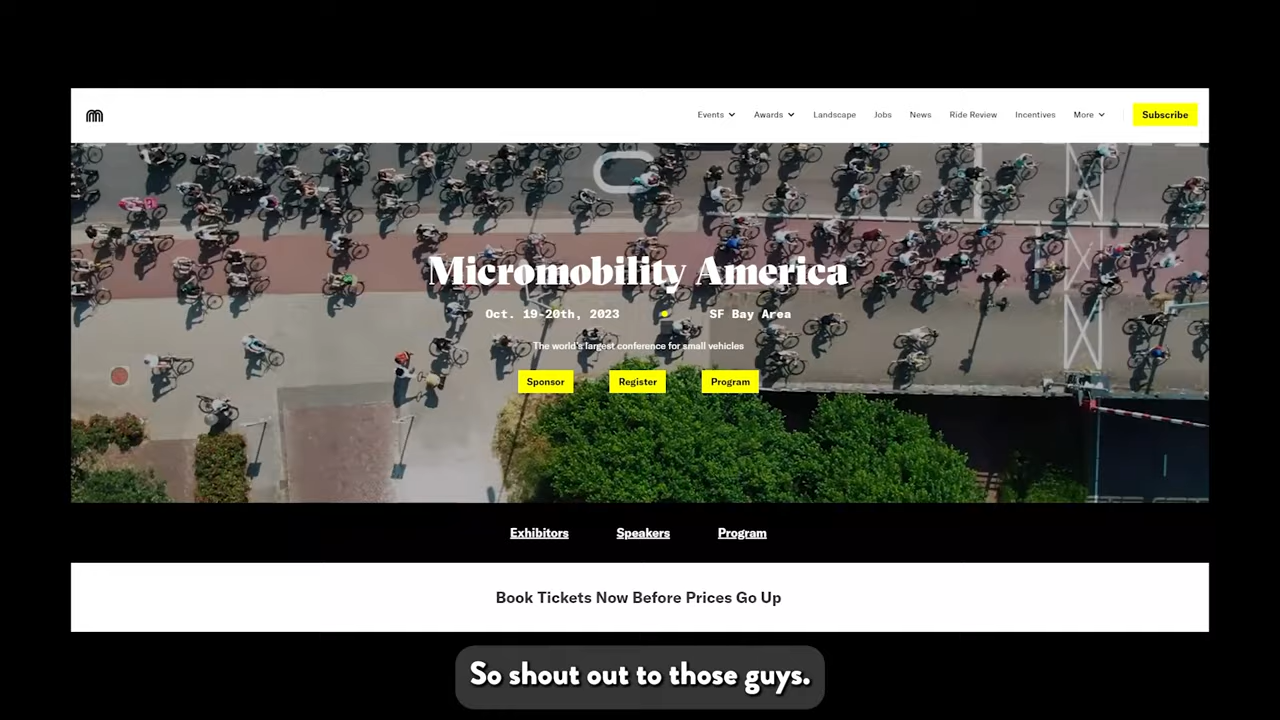 Events Awards Landscape Jobs News Ride Review Incentives More Subscribe
Micromobility America
Oct. 19-20th, 2023 SF Bay Area
The world's largest conference for small vehicles
Sponsor Register Program
Exhibitors Speakers Program
Book Tickets Now Before Prices Go Up
So shout out to those guys.